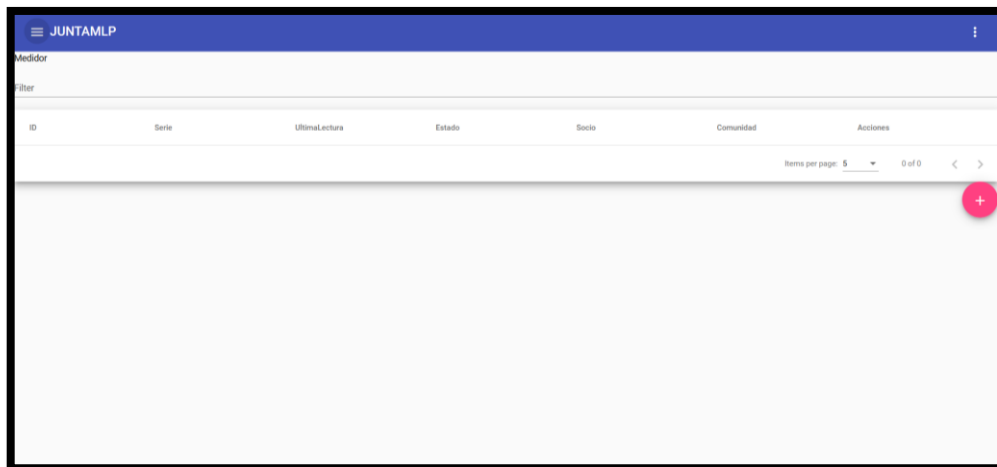 JUNTAMLP
Medidor
Filter
ID Serie UltimaLectura Estado Socio Comunidad Acciones
Items per page: 5 0 of 0
+